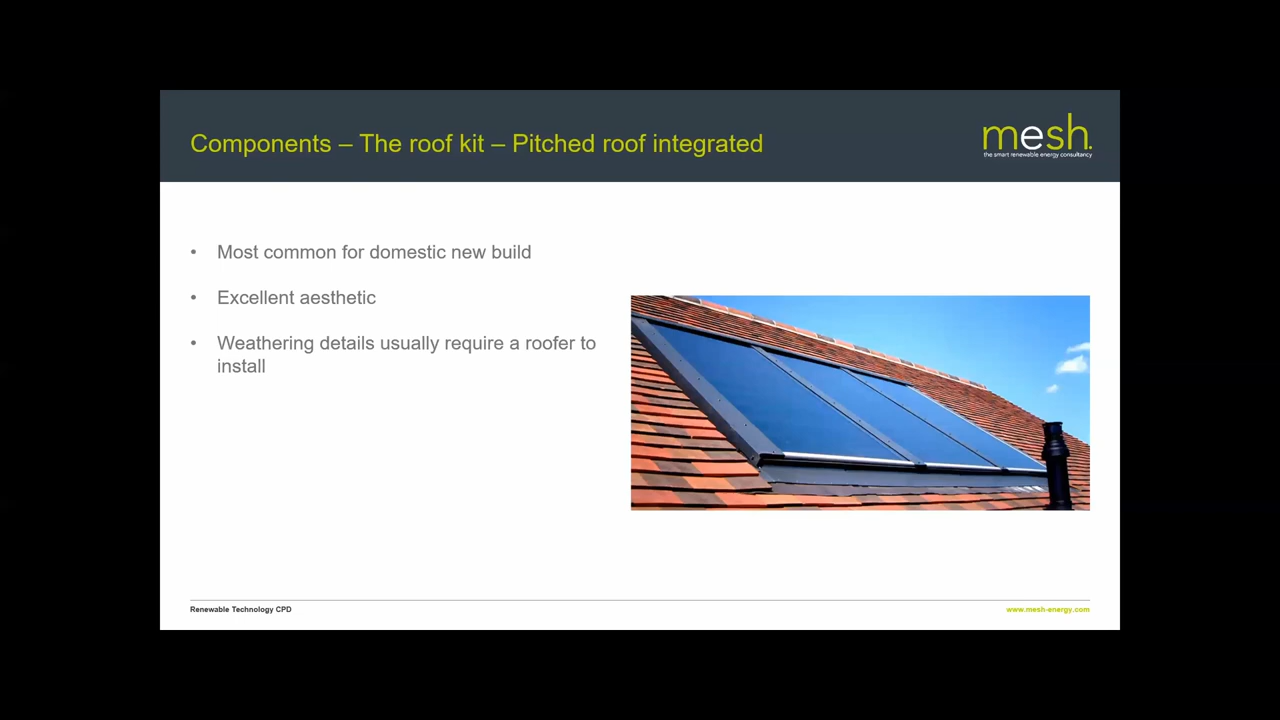 Components – The roof kit – Pitched roof integrated
mesh.
the smart renewable energy consultancy
• Most common for domestic new build
• Excellent aesthetic
• Weathering details usually require a roofer to
install
Renewable Technology CPD
www.mesh-energy.com